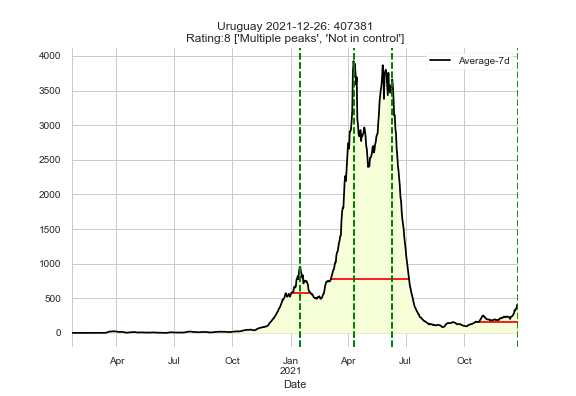 Uruguay 2021-12-26: 407381
Rating:8 ['Multiple peaks', 'Not in control']
Average-7d
4000
3500
3000
2500
2000
1500
1000
500
0
Apr
Jul
Oct
Jan
2021
Apr
Jul
Oct
Date